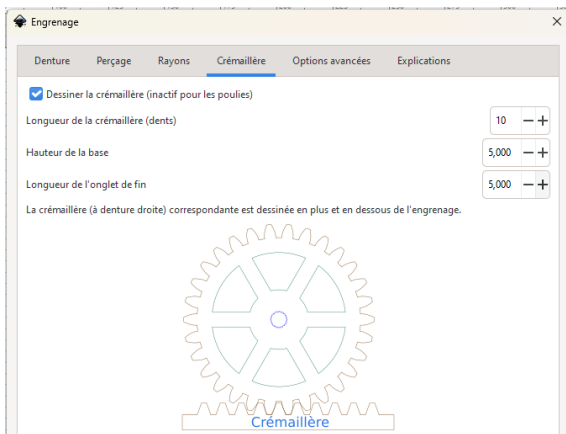 Engrenage
Denture Perçage Rayons Crémaillère Options avancées Explications
Dessiner la crémaillère (inactif pour les poulies)
Longueur de la crémaillère (dents) 10
Hauteur de la base 5,000
Longueur de l'onglet de fin 5,000
La crémaillère (à denture droite) correspondante est dessinée en plus et en dessous de l'engrenage.
Crémaillère